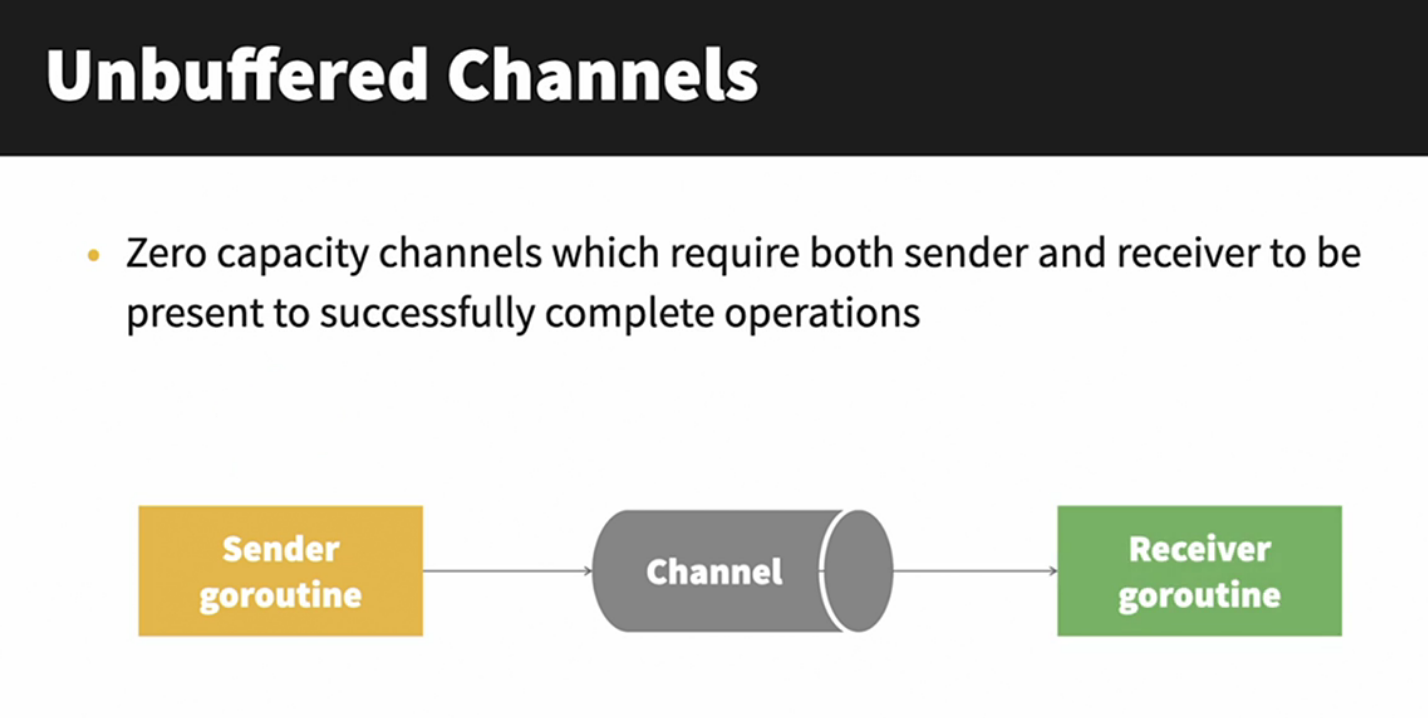 Unbuffered Channels
• Zero capacity channels which require both sender and receiver to be
present to successfully complete operations
Sender
goroutine
Channel
Receiver
goroutine